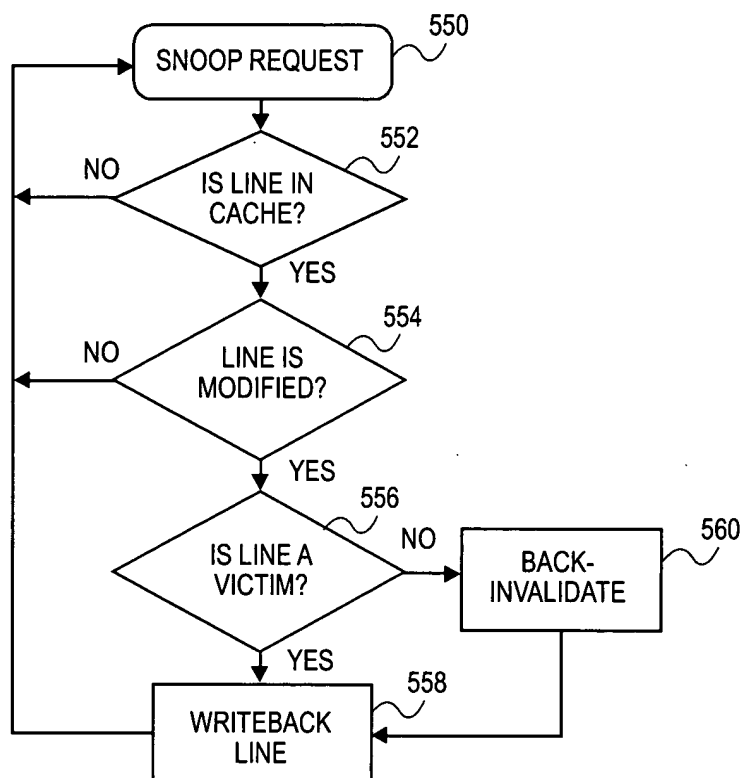 SNOOP REQUEST
550
552
NO
IS LINE IN
CACHE?
YES
554
NO
LINE IS
MODIFIED?
YES
556
NO
560
IS LINE A
VICTIM?
BACK-
INVALIDATE
YES
558
WRITEBACK
LINE